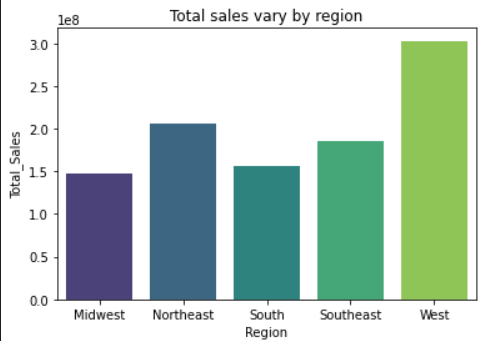 Total sales vary by region
1e8
3.0
2.5
2.0
1.5
1.0
0.5
0.0
Total_Sales
Midwest Northeast South Southeast West
Region